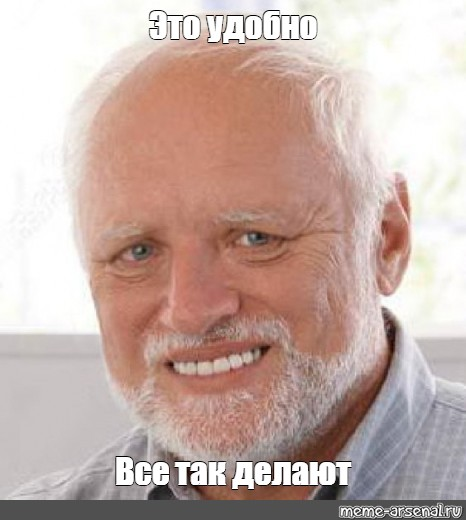 Это удобно
Все так делают
meme-arsenal.ru